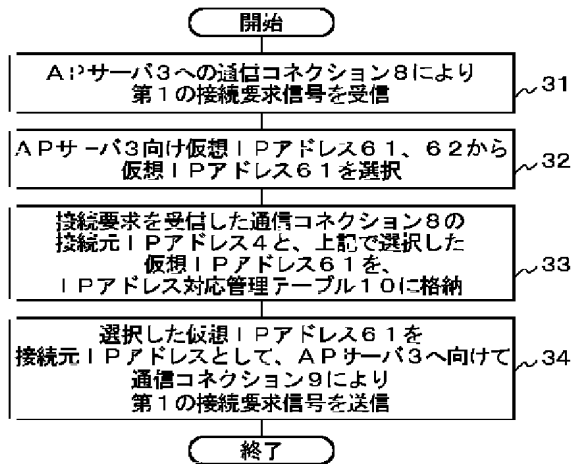 開始
APサーバ3への通信コネクション8により
第1の接続要求信号を受信
31
APサーバ3向け仮想IPアドレス61、62から
仮想IPアドレス61を選択
32
接続要求を受信した通信コネクション8の
接続元IPアドレス4と、上記で選択した
仮想IPアドレス61を、
IPアドレス対応管理テーブル10に格納
33
選択した仮想IPアドレス61を
接続元IPアドレスとして、APサーバ3へ向けて
通信コネクション9により
第1の接続要求信号を送信
34
終了